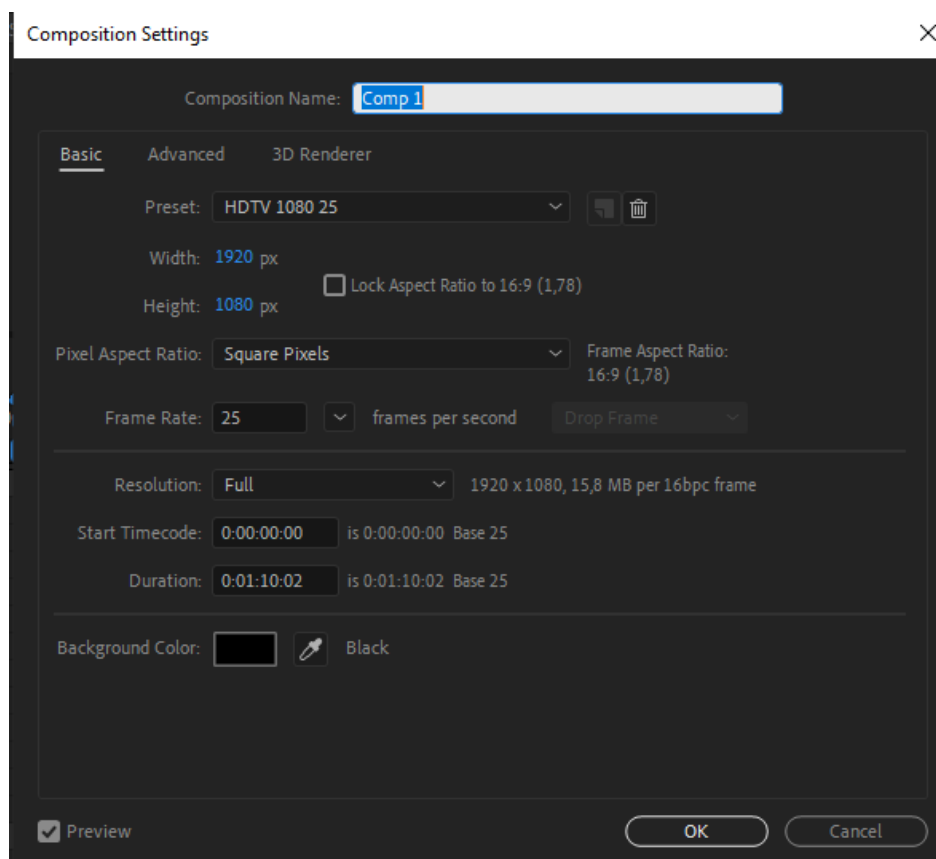 Composition Settings
Composition Name: Comp 1
Basic Advanced 3D Renderer
Preset: HDTV 1080 25
Width: 1920 px
Lock Aspect Ratio to 16:9 (1,78)
Height: 1080 px
Pixel Aspect Ratio: Square Pixels Frame Aspect Ratio:
16:9 (1,78)
Frame Rate: 25 frames per second Drop Frame
Resolution: Full 1920 x 1080, 15,8 MB per 16bpc frame
Start Timecode: 0:00:00:00 is 0:00:00:00 Base 25
Duration: 0:01:10:02 is 0:01:10:02 Base 25
Background Color: Black
Preview OK Cancel